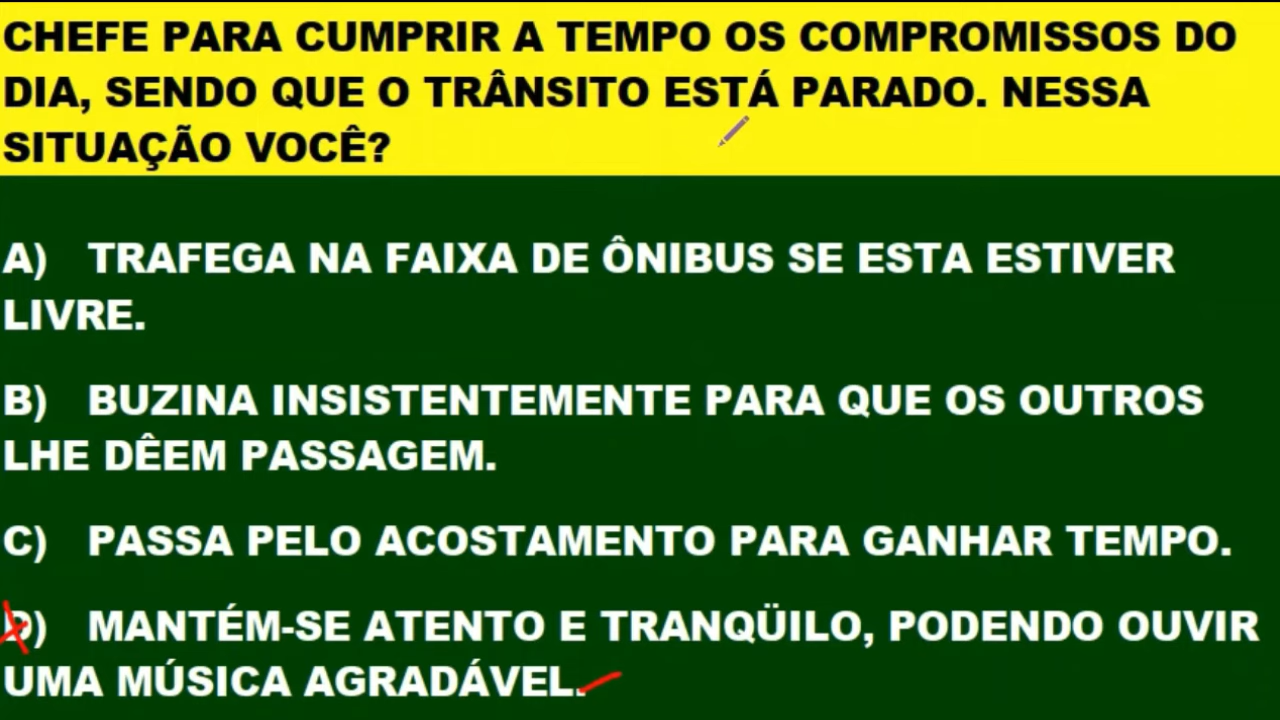 CHEFE PARA CUMPRIR A TEMPO OS COMPROMISSOS DO
DIA, SENDO QUE O TRÂNSITO ESTÁ PARADO. NESSA
SITUAÇÃO VOCÊ?
A) TRAFEGA NA FAIXA DE ÔNIBUS SE ESTA ESTIVER
LIVRE.
B) BUZINA INSISTENTEMENTE PARA QUE OS OUTROS
LHE DÊEM PASSAGEM.
C) PASSA PELO ACOSTAMENTO PARA GANHAR TEMPO.
D) MANTÉM-SE ATENTO E TRANQÜILO, PODENDO OUVIR
UMA MÚSICA AGRADÁVEL.